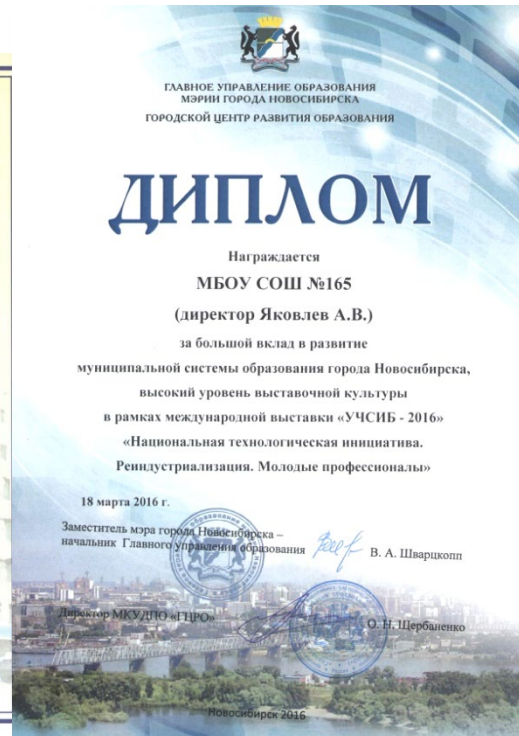 ГЛАВНОЕ УПРАВЛЕНИЕ ОБРАЗОВАНИЯ
МЭРИИ ГОРОДА НОВОСИБИРСКА
ГОРОДСКОЙ ЦЕНТР РАЗВИТИЯ ОБРАЗОВАНИЯ
ДИПЛОМ
Награждается
МБОУ СОШ №165
(директор Яковлев А.В.)
за большой вклад в развитие
муниципальной системы образования города Новосибирска,
высокий уровень выставочной культуры
в рамках международной выставки «УЧСИБ - 2016»
«Национальная технологическая инициатива.
Реиндустриализация. Молодые профессионалы»
18 марта 2016 г.
Заместитель мэра города Новосибирска –
начальник Главного управления образования В. А. Шварцкопп
Директор МКУДПО «ГЦРО» О. Н. Щербаненко
Новосибирск 2016